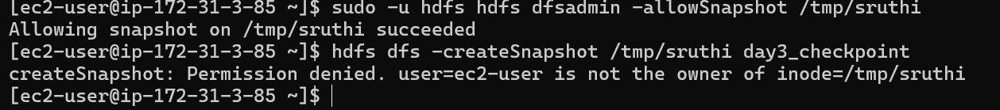 [ec2-user@ip-172-31-3-85 ~]$ sudo -u hdfs hdfs dfsadmin -allowSnapshot /tmp/sruthi
Allowing snapshot on /tmp/sruthi succeeded
[ec2-user@ip-172-31-3-85 ~]$ hdfs dfs -createSnapshot /tmp/sruthi day3_checkpoint
createSnapshot: Permission denied. user=ec2-user is not the owner of inode=/tmp/sruthi
[ec2-user@ip-172-31-3-85 ~]$